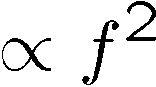 ∝ f²